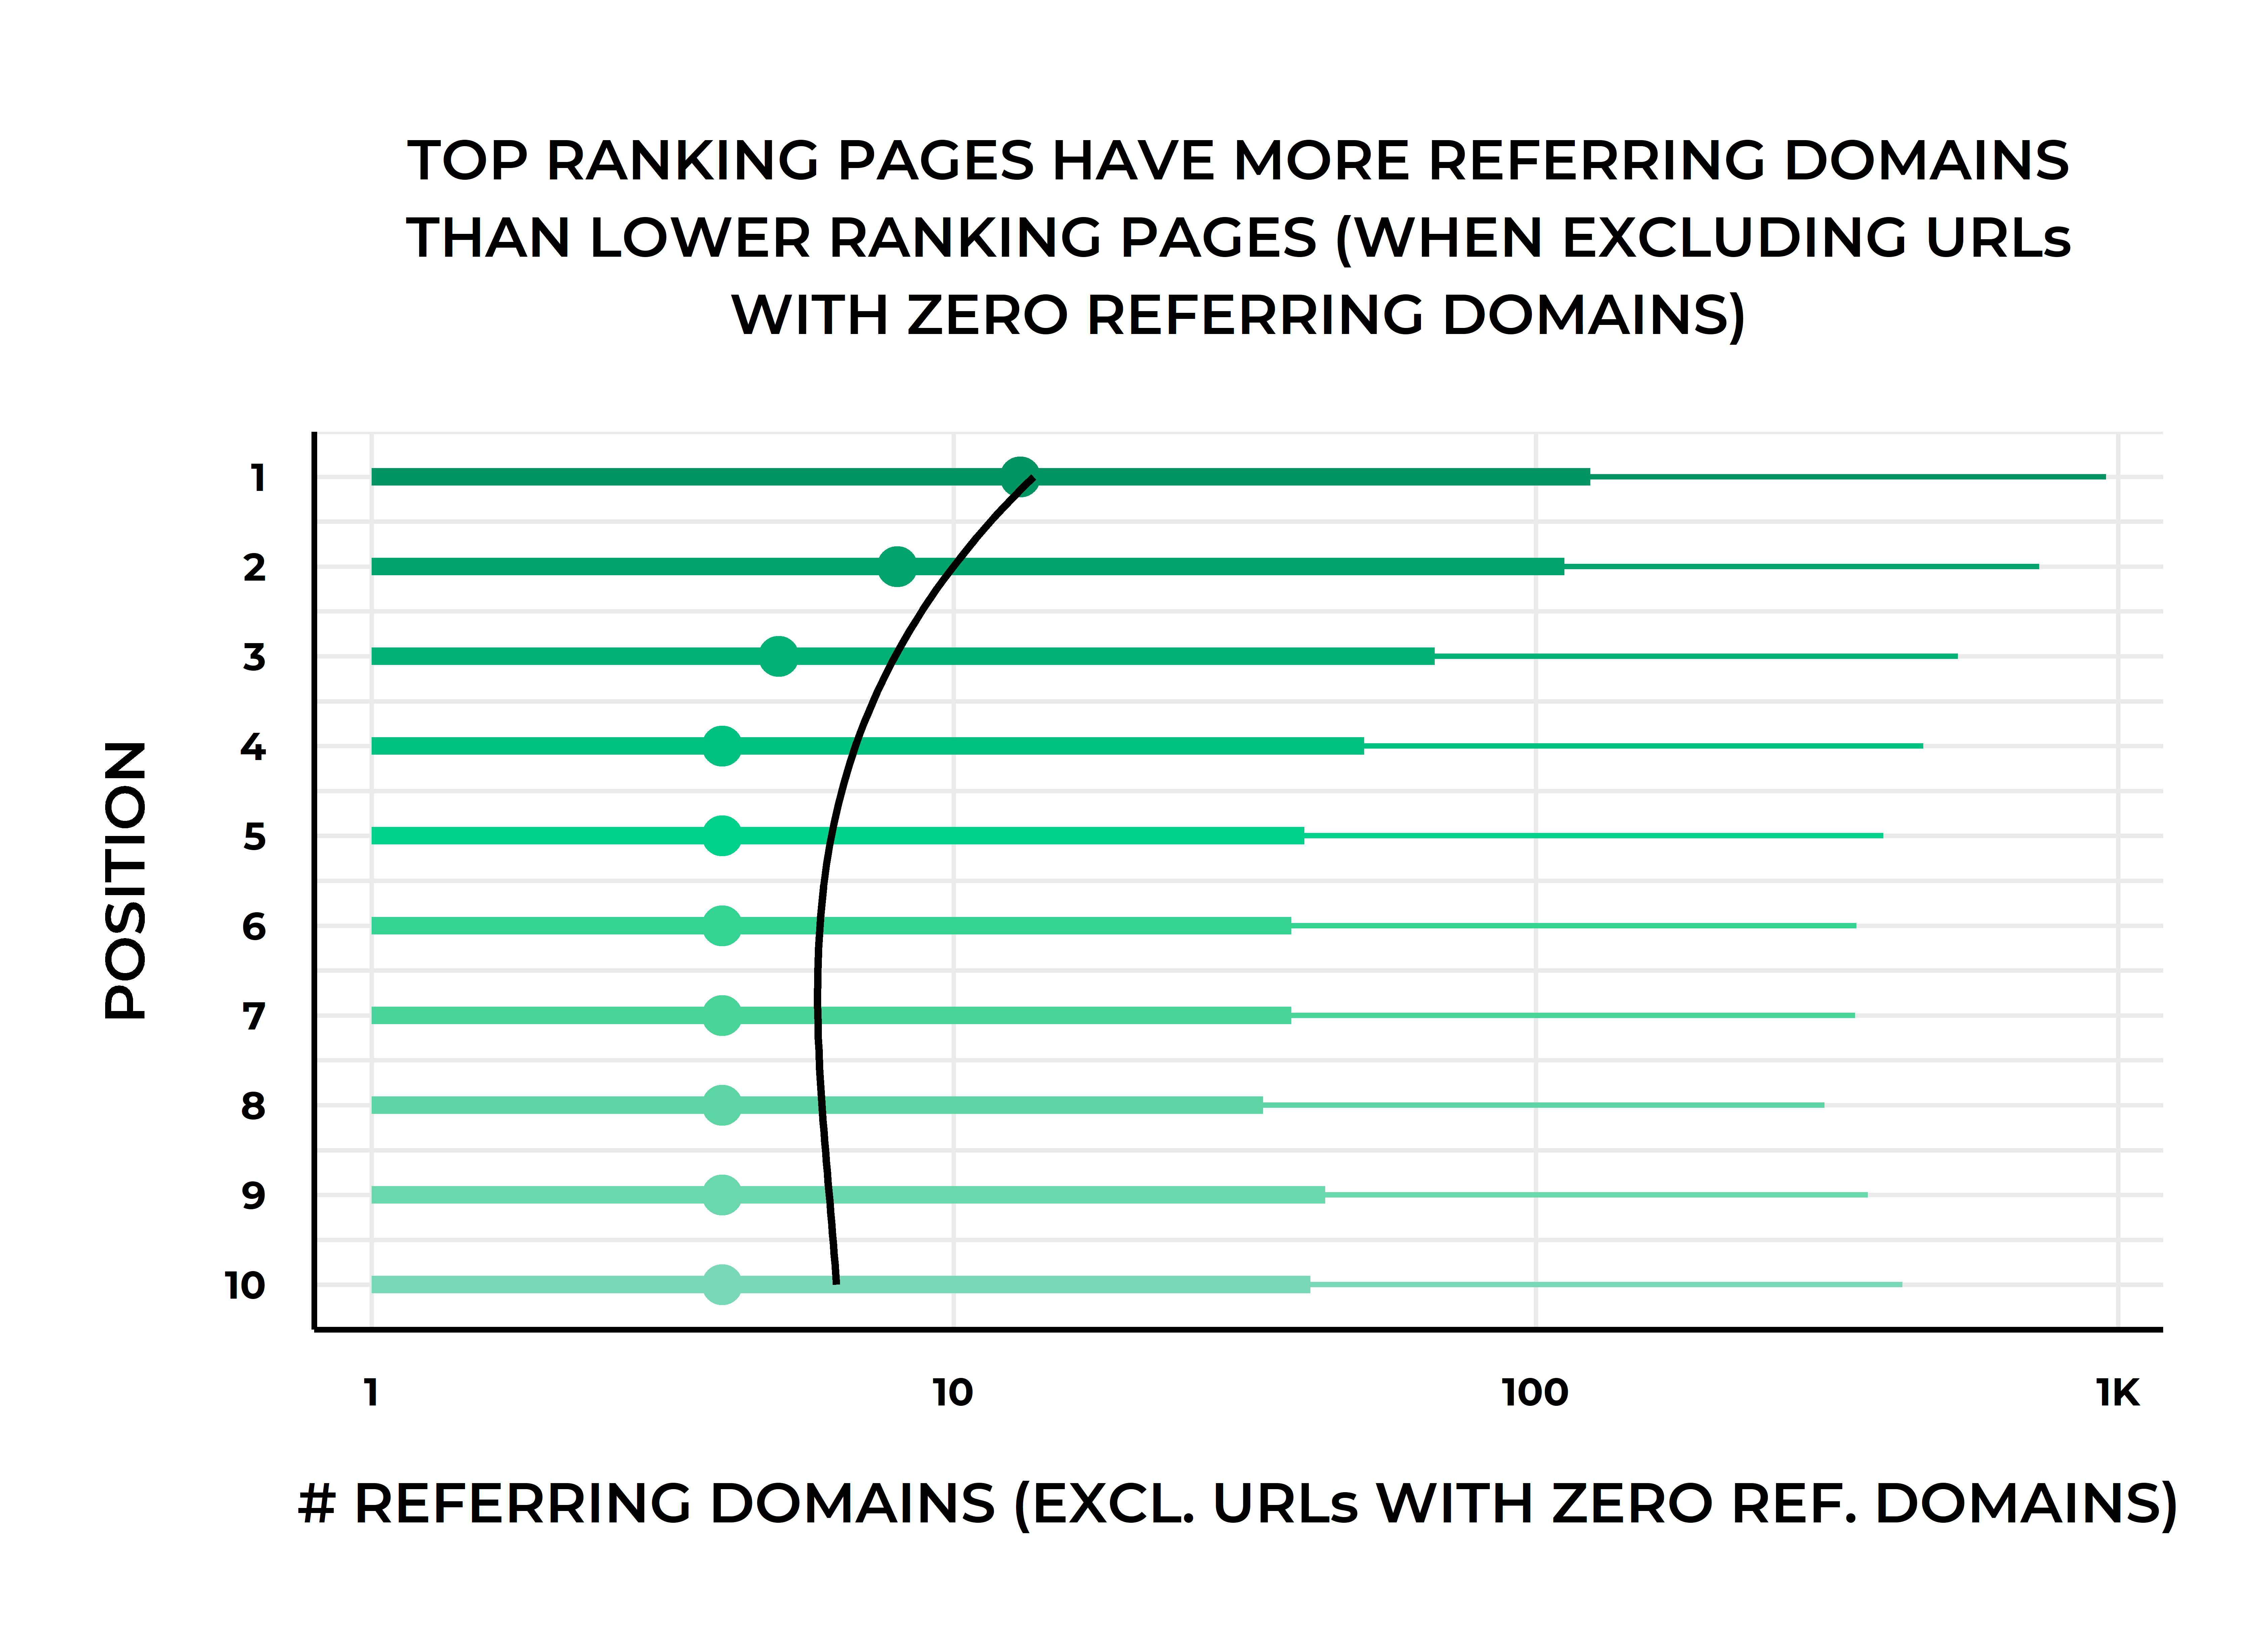 TOP RANKING PAGES HAVE MORE REFERRING DOMAINS
THAN LOWER RANKING PAGES (WHEN EXCLUDING URLs
WITH ZERO REFERRING DOMAINS)
POSITION
1
2
3
4
5
6
7
8
9
10
1 10 100 1K
# REFERRING DOMAINS (EXCL. URLs WITH ZERO REF. DOMAINS)